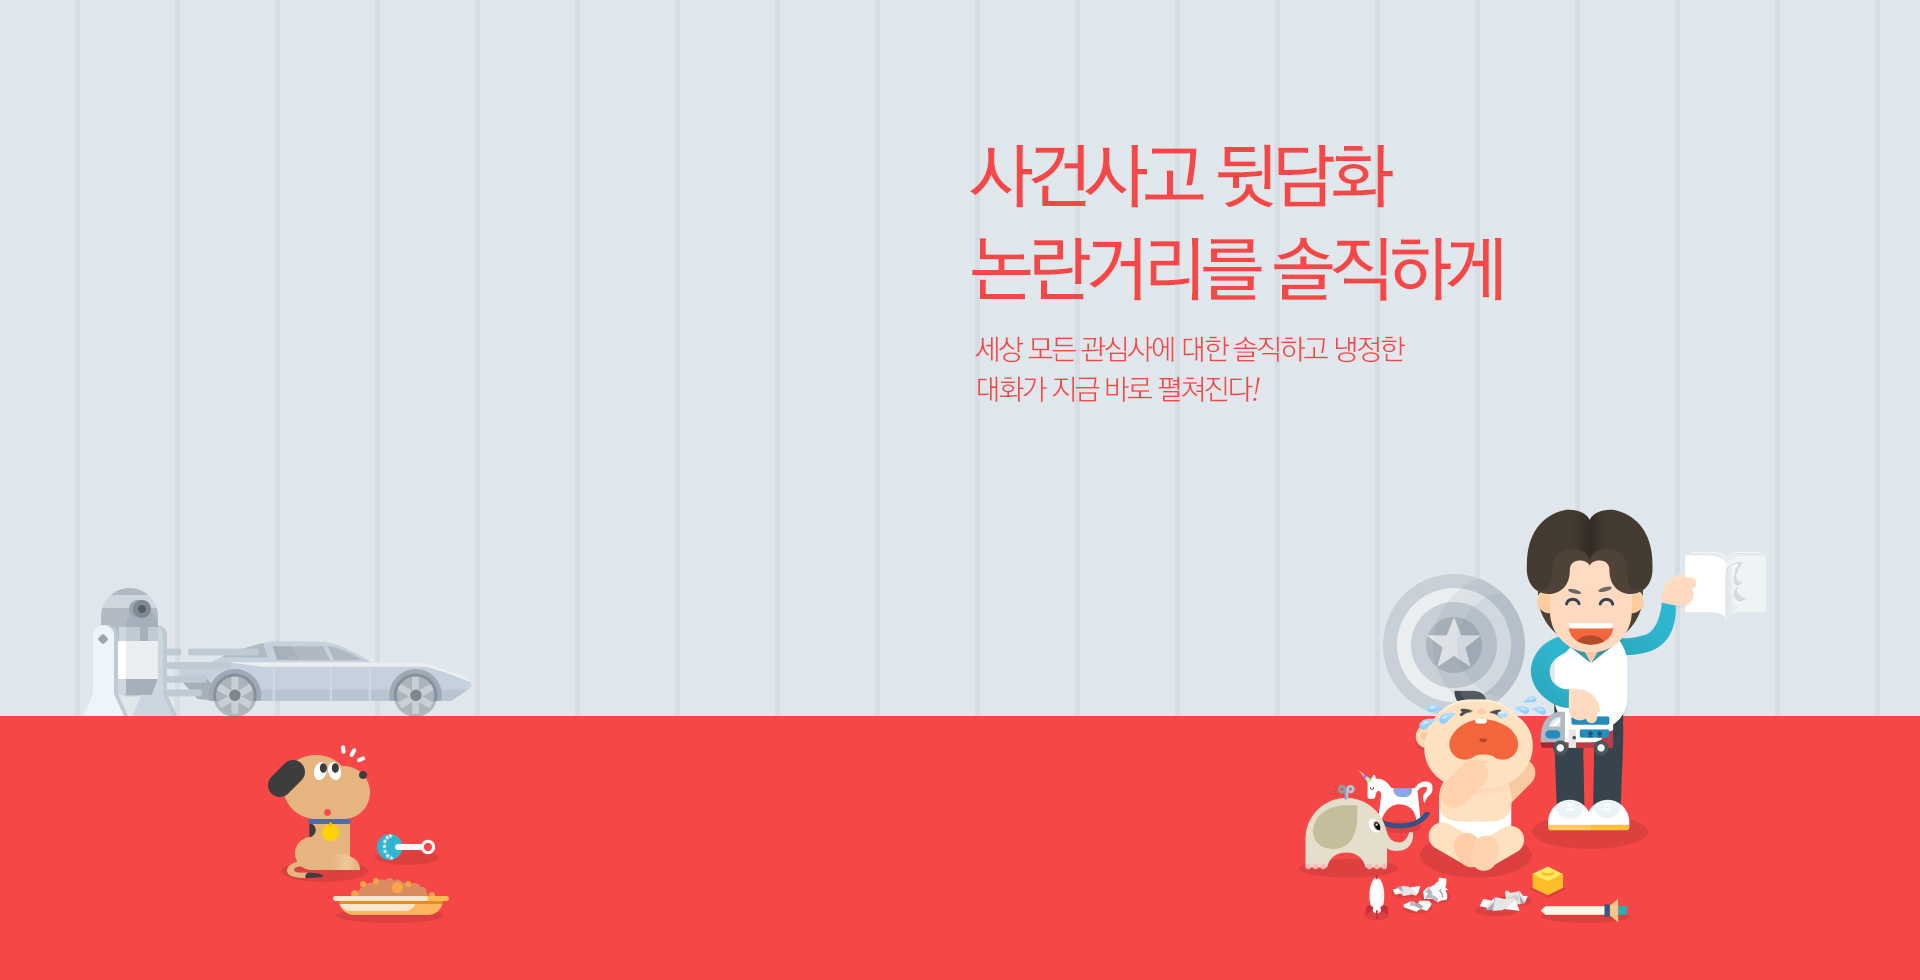 사건사고 뒷담화
논란거리를 솔직하게
세상 모든 관심사에 대한 솔직하고 냉정한
대화가 지금 바로 펼쳐진다!